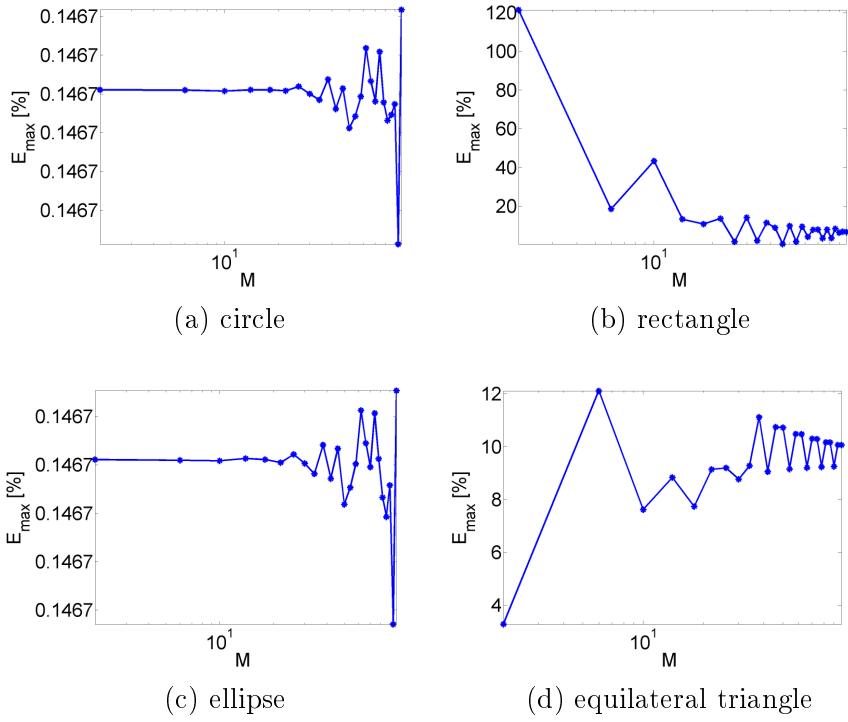 0.1467
0.1467
0.1467
0.1467
0.1467
0.1467
E_max [%]
10^1
M
(a) circle
120
100
80
60
40
20
E_max [%]
10^1
M
(b) rectangle
0.1467
0.1467
0.1467
0.1467
0.1467
E_max [%]
10^1
M
(c) ellipse
12
10
8
6
4
E_max [%]
10^1
M
(d) equilateral triangle